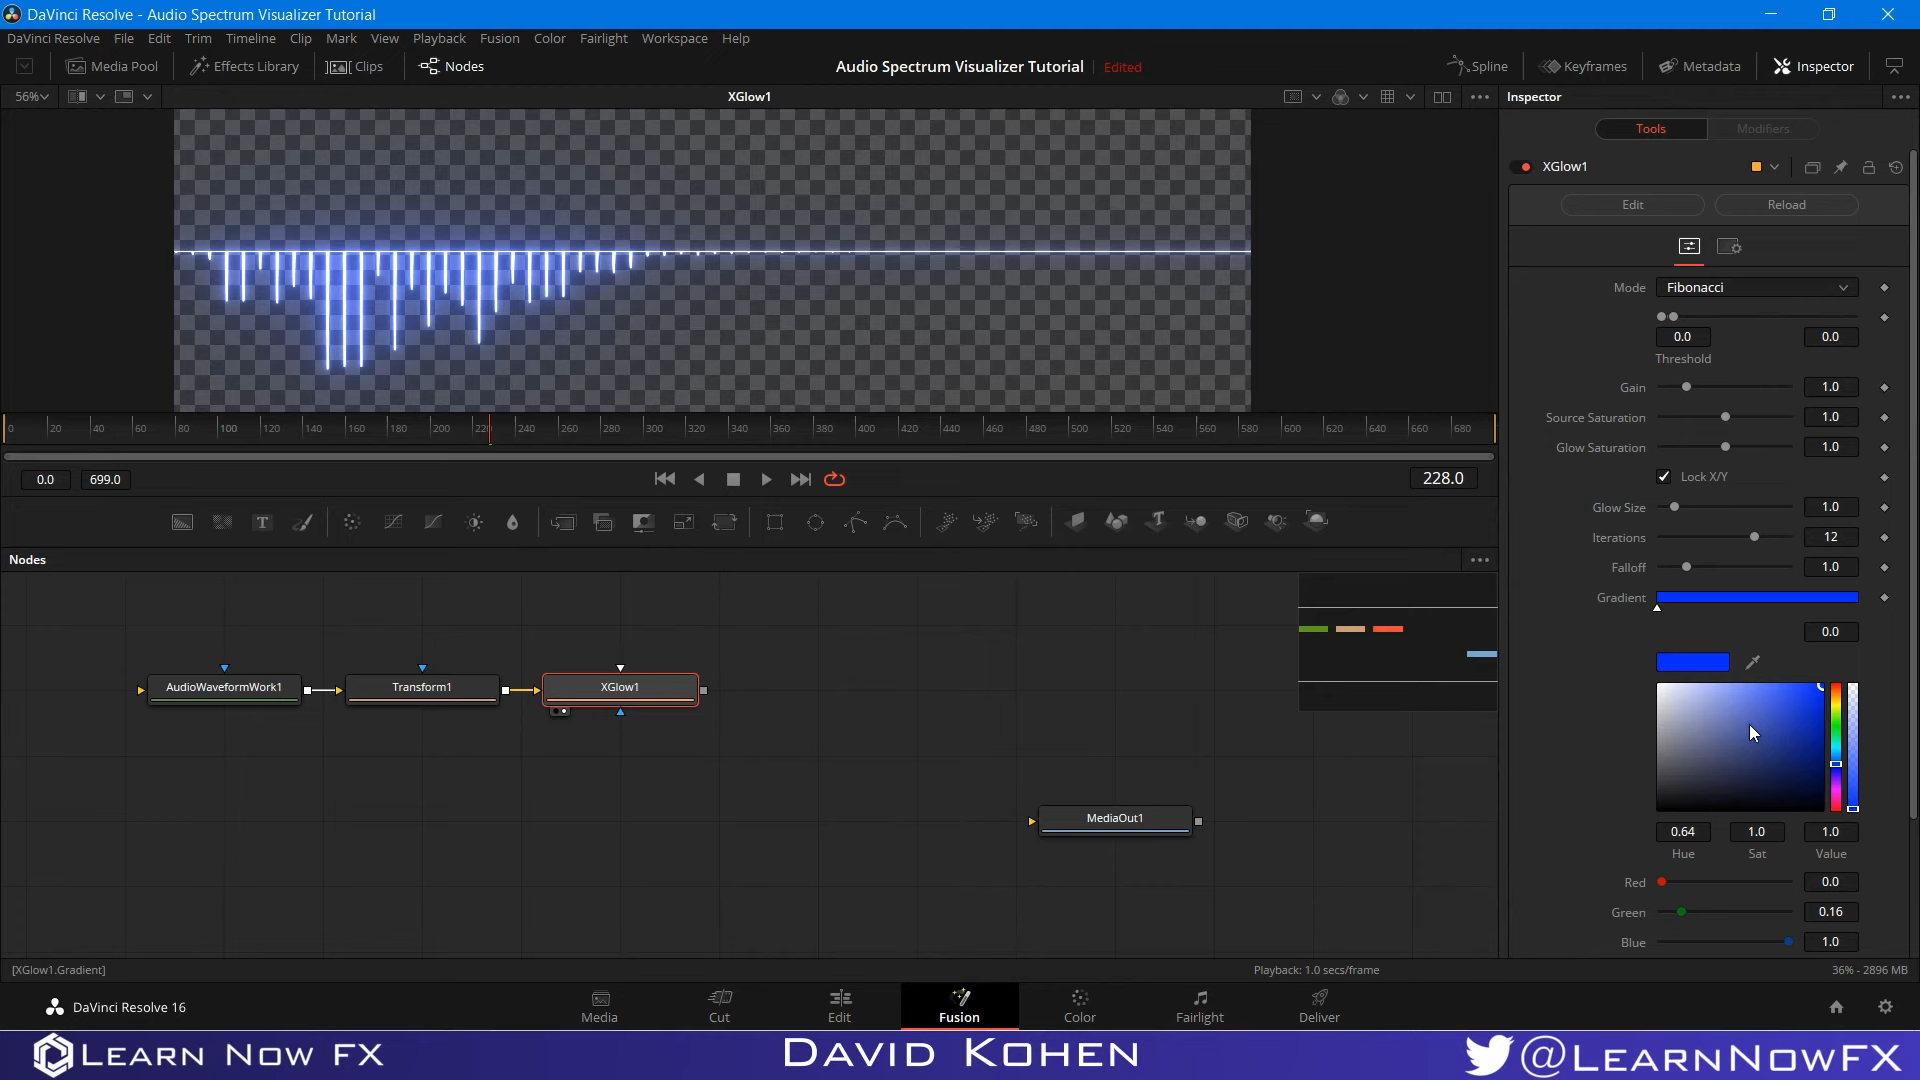 DaVinci Resolve - Audio Spectrum Visualizer Tutorial
DaVinci Resolve File Edit Trim Timeline Clip Mark View Playback Fusion Color Fairlight Workspace Help
Media Pool Effects Library Clips Nodes Audio Spectrum Visualizer Tutorial Edited Spline Keyframes Metadata Inspector
56% XGlow1 Inspector
Tools Modifiers
XGlow1
Edit Reload
Mode Fibonacci
0.0 0.0
Threshold
Gain 1.0
Source Saturation 1.0
Glow Saturation 1.0
Lock X/Y
Glow Size 1.0
Iterations 12
Falloff 1.0
Gradient
0.0
0.64 1.0 1.0
Hue Sat Value
Red 0.0
Green 0.16
Blue 1.0
0 20 40 60 80 100 120 140 160 180 200 220 240 260 280 300 320 340 360 380 400 420 440 460 480 500 520 540 560 580 600 620 640 660 680
0.0 699.0 228.0
Nodes
AudioWaveformWork1 Transform1 XGlow1
MediaOut1
[XGlow1.Gradient] Playback: 1.0 secs/frame 36% - 2896 MB
DaVinci Resolve 16 Media Cut Edit Fusion Color Fairlight Deliver
Learn Now FX David Kohen @LearnNowFX